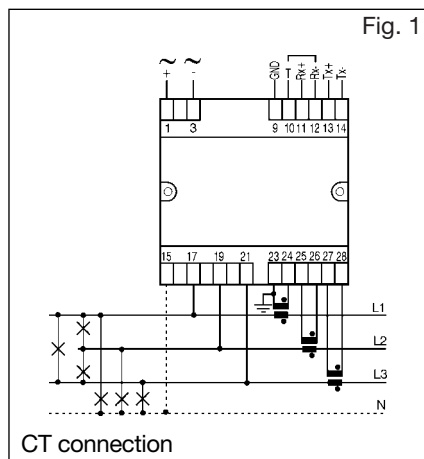 Fig. 1
~ ~
+ -
GND T Rx+ Rx- Tx+ Tx-
1 3 9 10 11 12 13 14
15 17 19 21 23 24 25 26 27 28
L1
L2
L3
N
CT connection